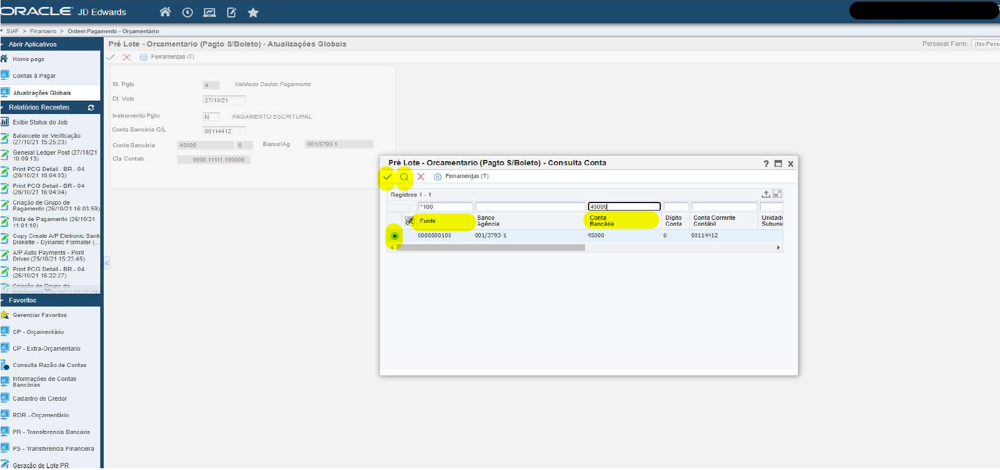 ORACLE JD Edwards
SIAF > Financeiro > Ordem Pagamento - Orçamentário
Abrir Aplicativos
Home page
Contas à Pagar
Atualizações Globais
Relatórios Recentes
Exibir Status do Job
Balancete de Verificação
(27/10/21 15:25:23)
General Ledger Post (27/10/21
10:09:13)
Print PCG Detail - BR - 04
(26/10/21 16:04:05)
Print PCG Detail - BR - 04
(26/10/21 16:04:04)
Criação de Grupo de
Pagamento (26/10/21 16:03:59)
Nota de Pagamento (26/10/21
11:01:10)
Copy Create A/P Eletronic Bank
Diskette - Dynamic Formater (...
A/P Auto Payments - Print
Driver (25/10/21 15:23:45)
Print PCG Detail - BR - 04
(25/10/21 15:22:27)
Criação de Grupo de
Pagamento (25/10/21 15:22:24)
Favoritos
Gerenciar Favoritos
CP - Orçamentário
CP - Extra-Orçamentario
Consulta Razão de Contas
Informações de Contas
Bancárias
Cadastro de Credor
RDR - Orçamentário
PR - Transferencia Bancaria
PS - Transferencia Financeira
Geração de Lote PR
Pré Lote - Orcamentario (Pagto S/Boleto) - Atualizações Globais
Personal Form: (No Pers
Ferramentas (T)
St. Pgto 4 Validado Dados Pagamento
Dt. Vcto 27/10/21
Instrumento Pgto N PAGAMENTO ESCRITURAL
Conta Bancária G/L 00114412
Conta Bancária 45000 6 Banco\Ag 001/3793-1
Cta Contab. 9900.11111.190000
Pré Lote - Orcamentario (Pagto S/Boleto) - Consulta Conta
? X
Ferramentas (T)
Registros 1 - 1
*100 45000
Fonte Banco Agência Conta Bancária Dígito Conta Conta Corrente Contábil Unidade Subunid
0000000100 001/3793-1 45000 6 00114412